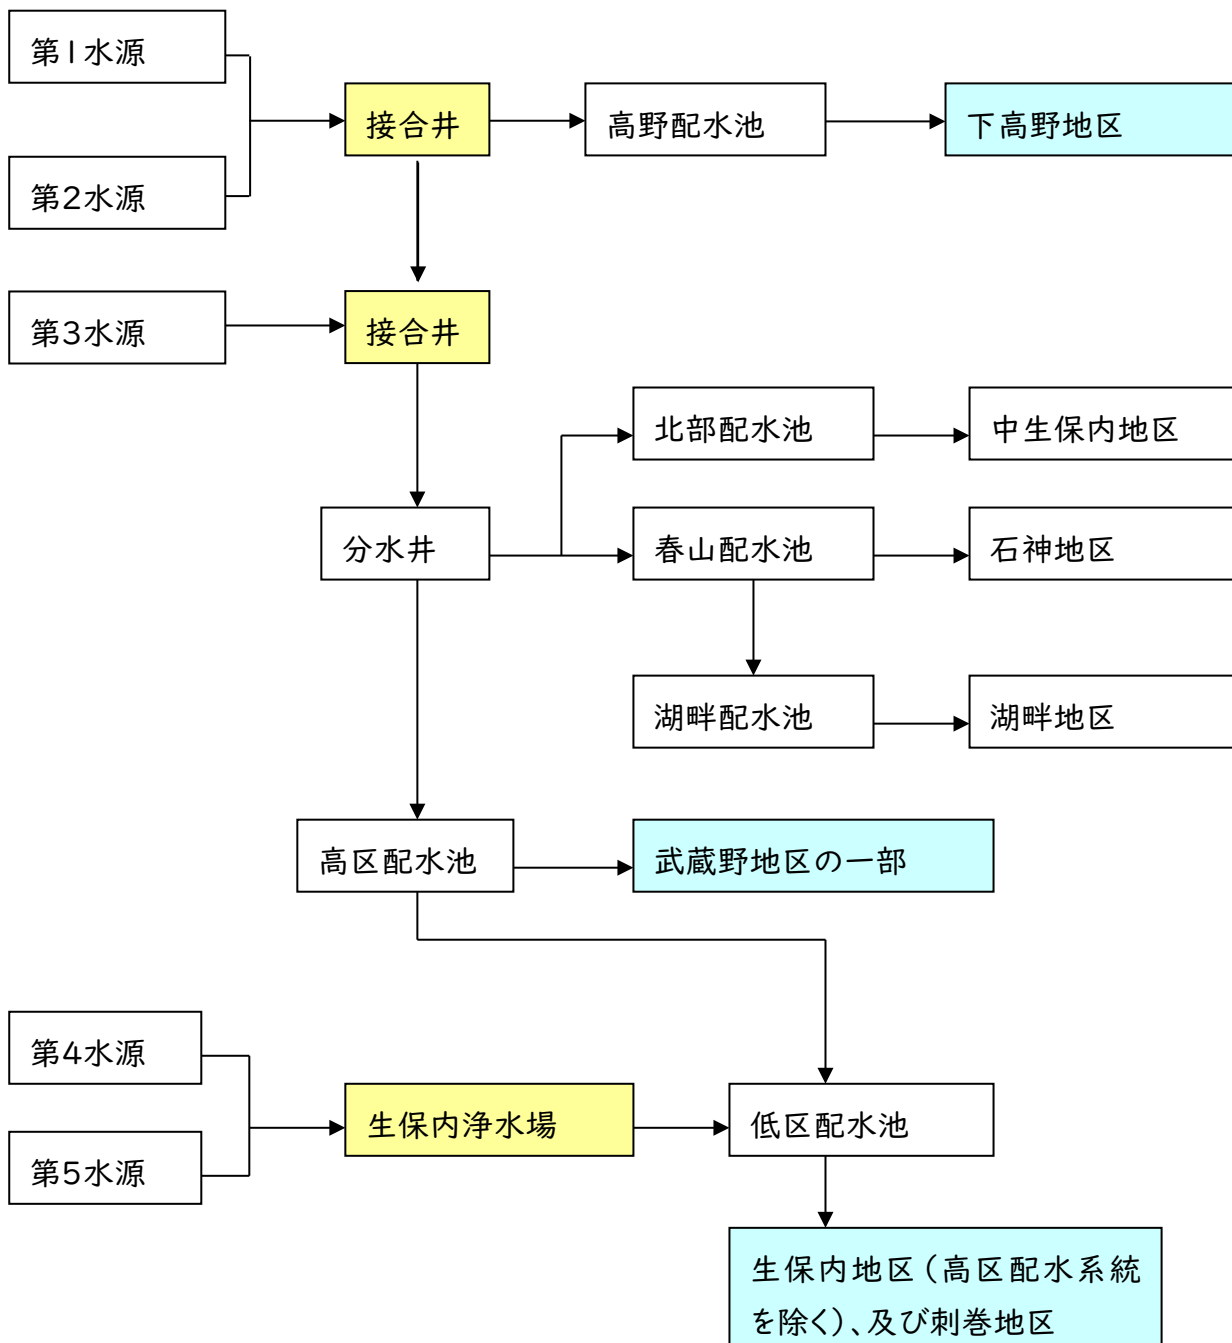 第1水源
接合井
高野配水池
下高野地区
第2水源
第3水源
接合井
北部配水池
中生保内地区
分水井
春山配水池
石神地区
湖畔配水池
湖畔地区
高区配水池
武蔵野地区の一部
第4水源
生保内浄水場
低区配水池
第5水源
生保内地区（高区配水系統
を除く）、及び刺巻地区